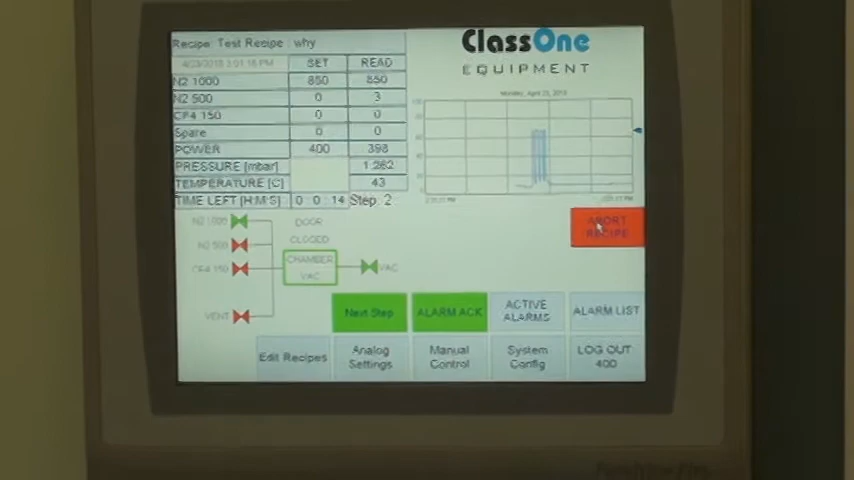 Recipe: Test Recipe : why
ClassOne
EQUIPMENT
4/23/2018 3:01:16 PM SET READ
N2 1000 850 850
N2 500 0 3
CF4 150 0 0
Spare 0 0
POWER 400 398
PRESSURE [mbar] 1.262
TEMPERATURE [C] 43
TIME LEFT [H:M:S] 0 : 0 : 14 Step: 2
Monday, April 23, 2018
N2 1000
N2 500
CF4 150
VENT
DOOR
CLOSED
CHAMBER
VAC
VAC
ABORT
RECIPE
Next Step
ALARM ACK
ACTIVE
ALARMS
ALARM LIST
Edit Recipes
Analog
Settings
Manual
Control
System
Config
LOG OUT
400